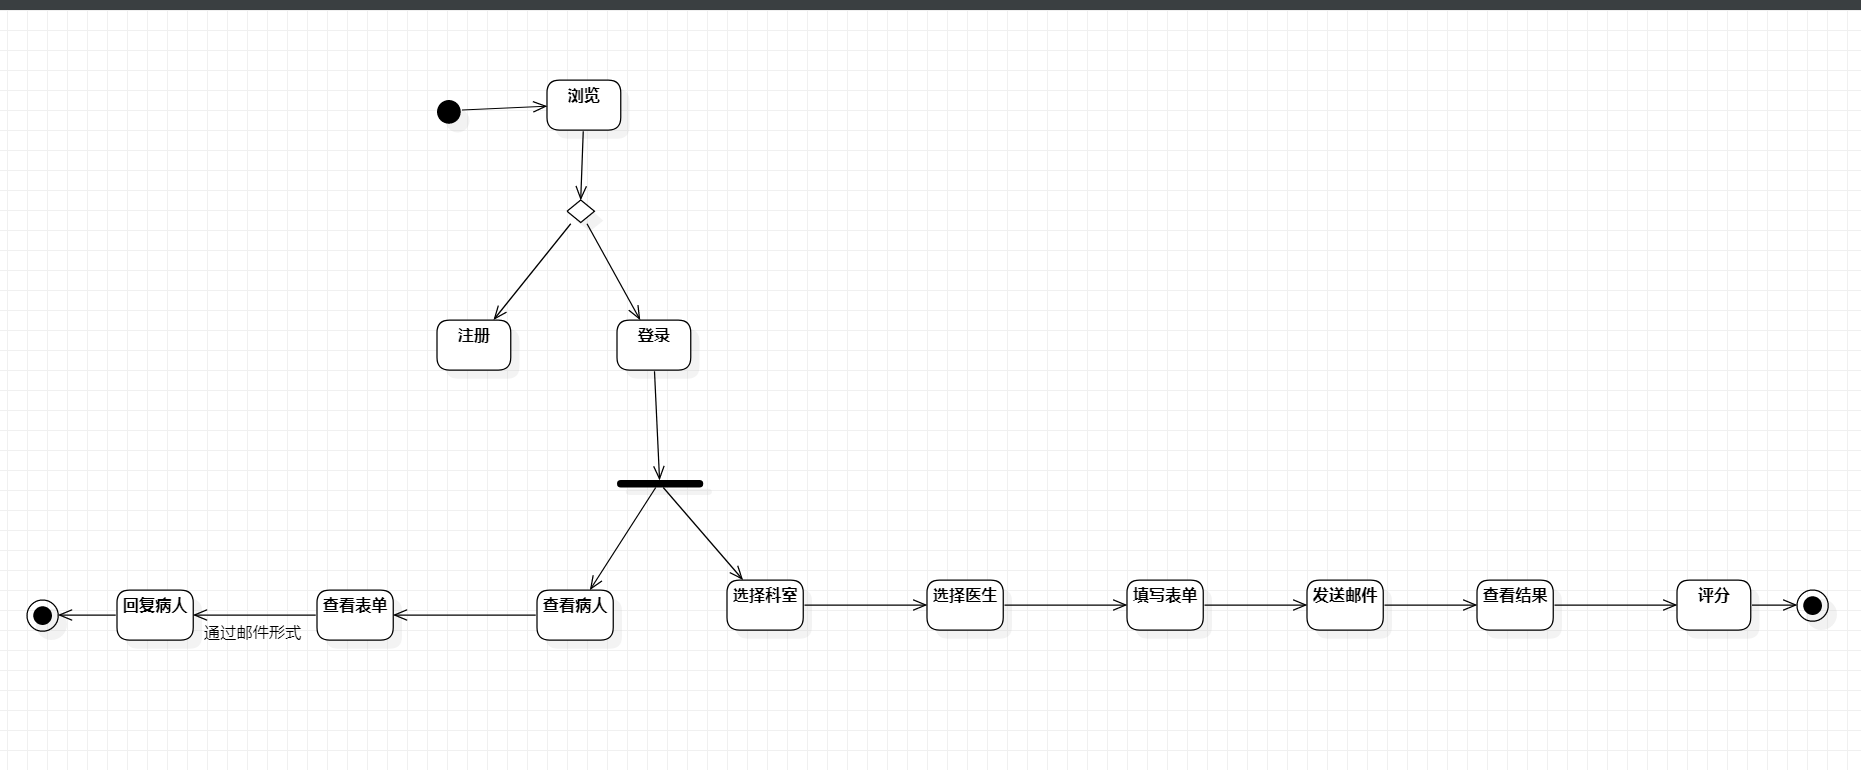 浏览
注册
登录
回复病人
通过邮件形式
查看表单
查看病人
选择科室
选择医生
填写表单
发送邮件
查看结果
评分